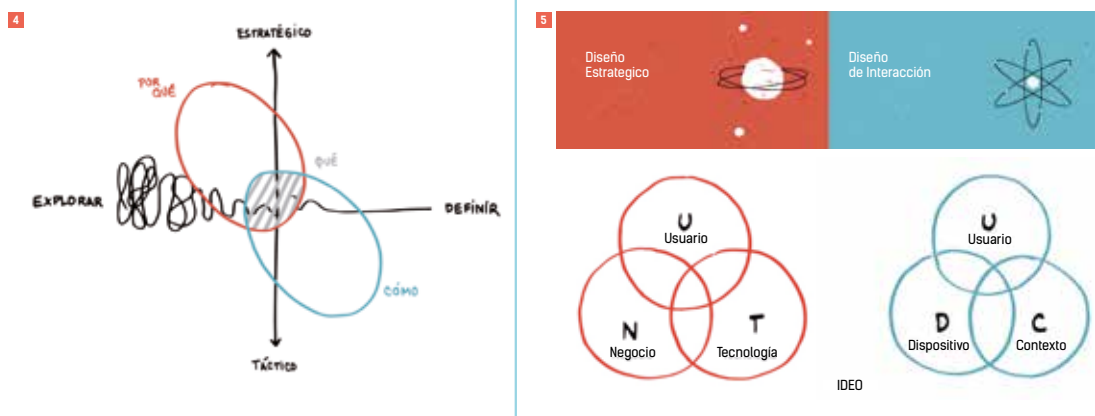 4
ESTRATÉGICO
POR
QUÉ
QUÉ
EXPLORAR
DEFINIR
CÓMO
TÁCTICO
5
Diseño
Estrategico
Diseño
de Interacción
U
Usuario
N
Negocio
T
Tecnología
U
Usuario
D
Dispositivo
C
Contexto
IDEO